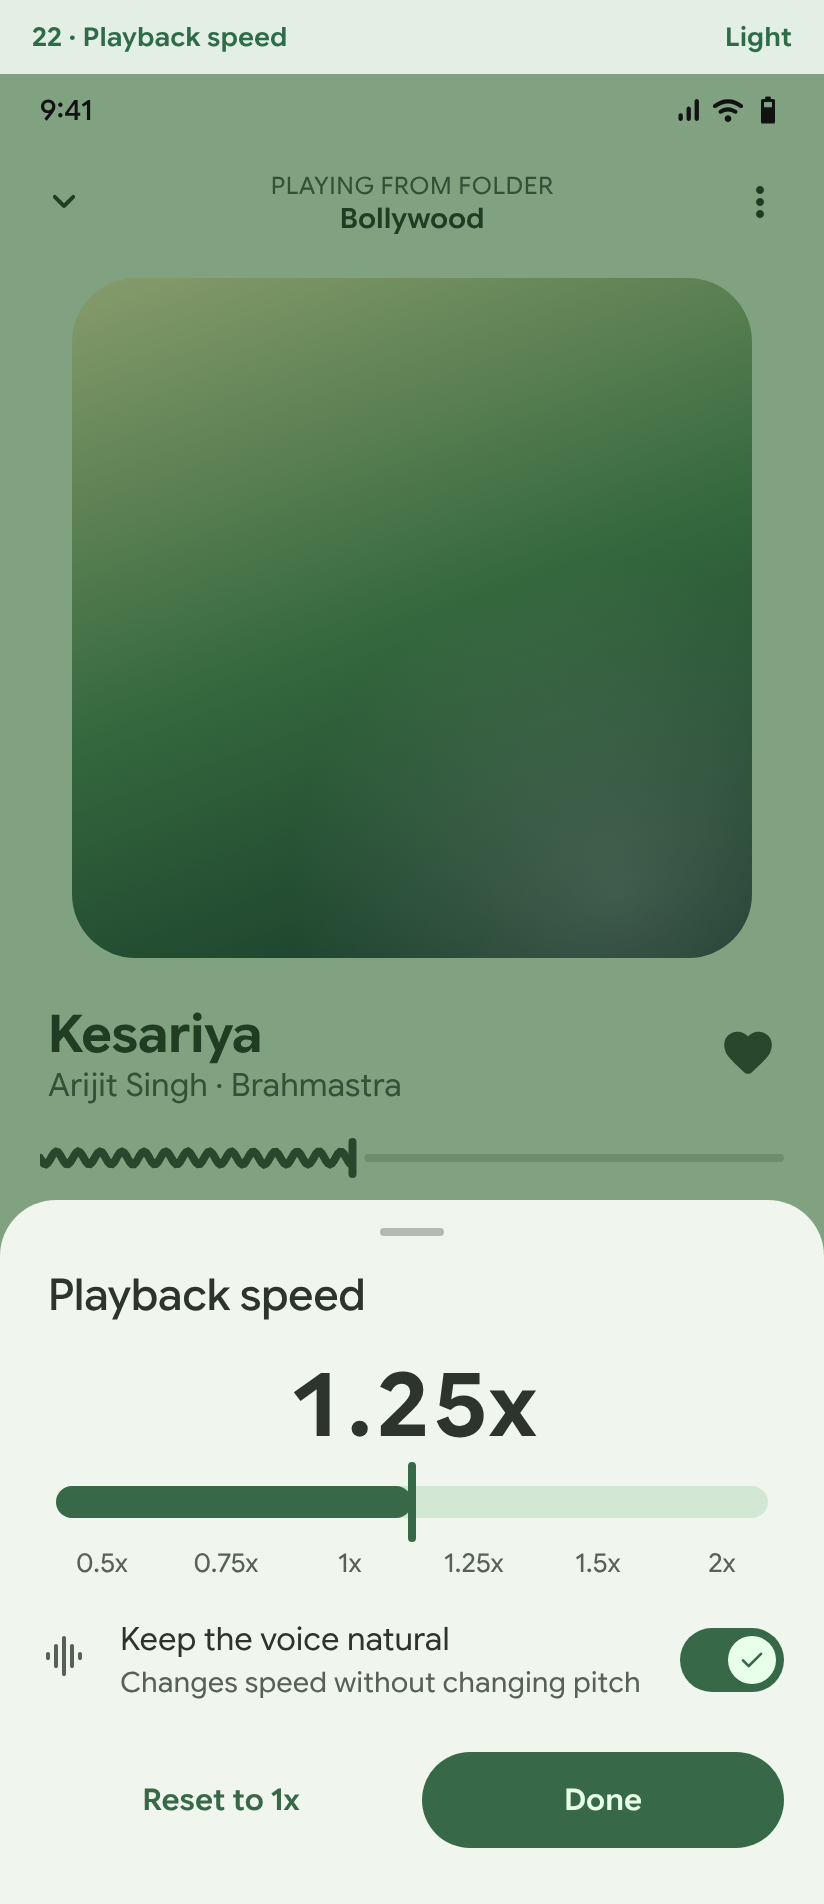 22 · Playback speed
Light
9:41
PLAYING FROM FOLDER
Bollywood
Kesariya
Arijit Singh · Brahmastra
Playback speed
1.25x
0.5x 0.75x 1x 1.25x 1.5x 2x
Keep the voice natural
Changes speed without changing pitch
Reset to 1x
Done